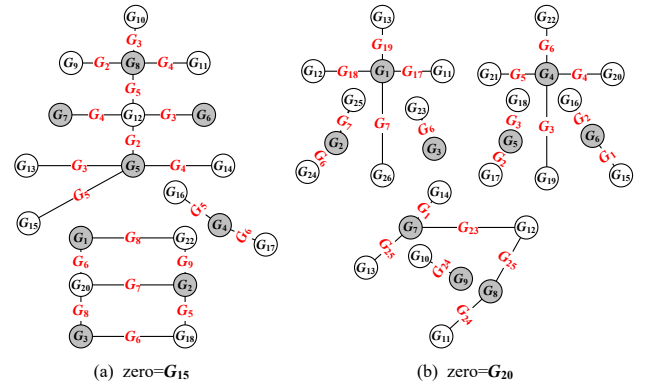 G10
G3
G9 G2 G8 G4 G11
G5
G7 G4 G12 G3 G6
G2
G13 G3 G5 G4 G14
G5
G15
G16
G5
G4
G6
G17
G1 G8 G22
G6 G9
G20 G7 G2
G8 G5
G3 G6 G18
(a) zero=G15
G13
G19
G12 G18 G1 G17 G11
G25 G23
G7 G7 G6
G2 G3
G6
G24 G26
G22
G6
G21 G5 G4 G4 G20
G18 G16
G3 G3 G2
G5 G6
G2 G1
G17 G19 G15
G14
G1
G7 G23 G12
G25 G10 G25
G13 G24
G9 G8
G24
G11
(b) zero=G20